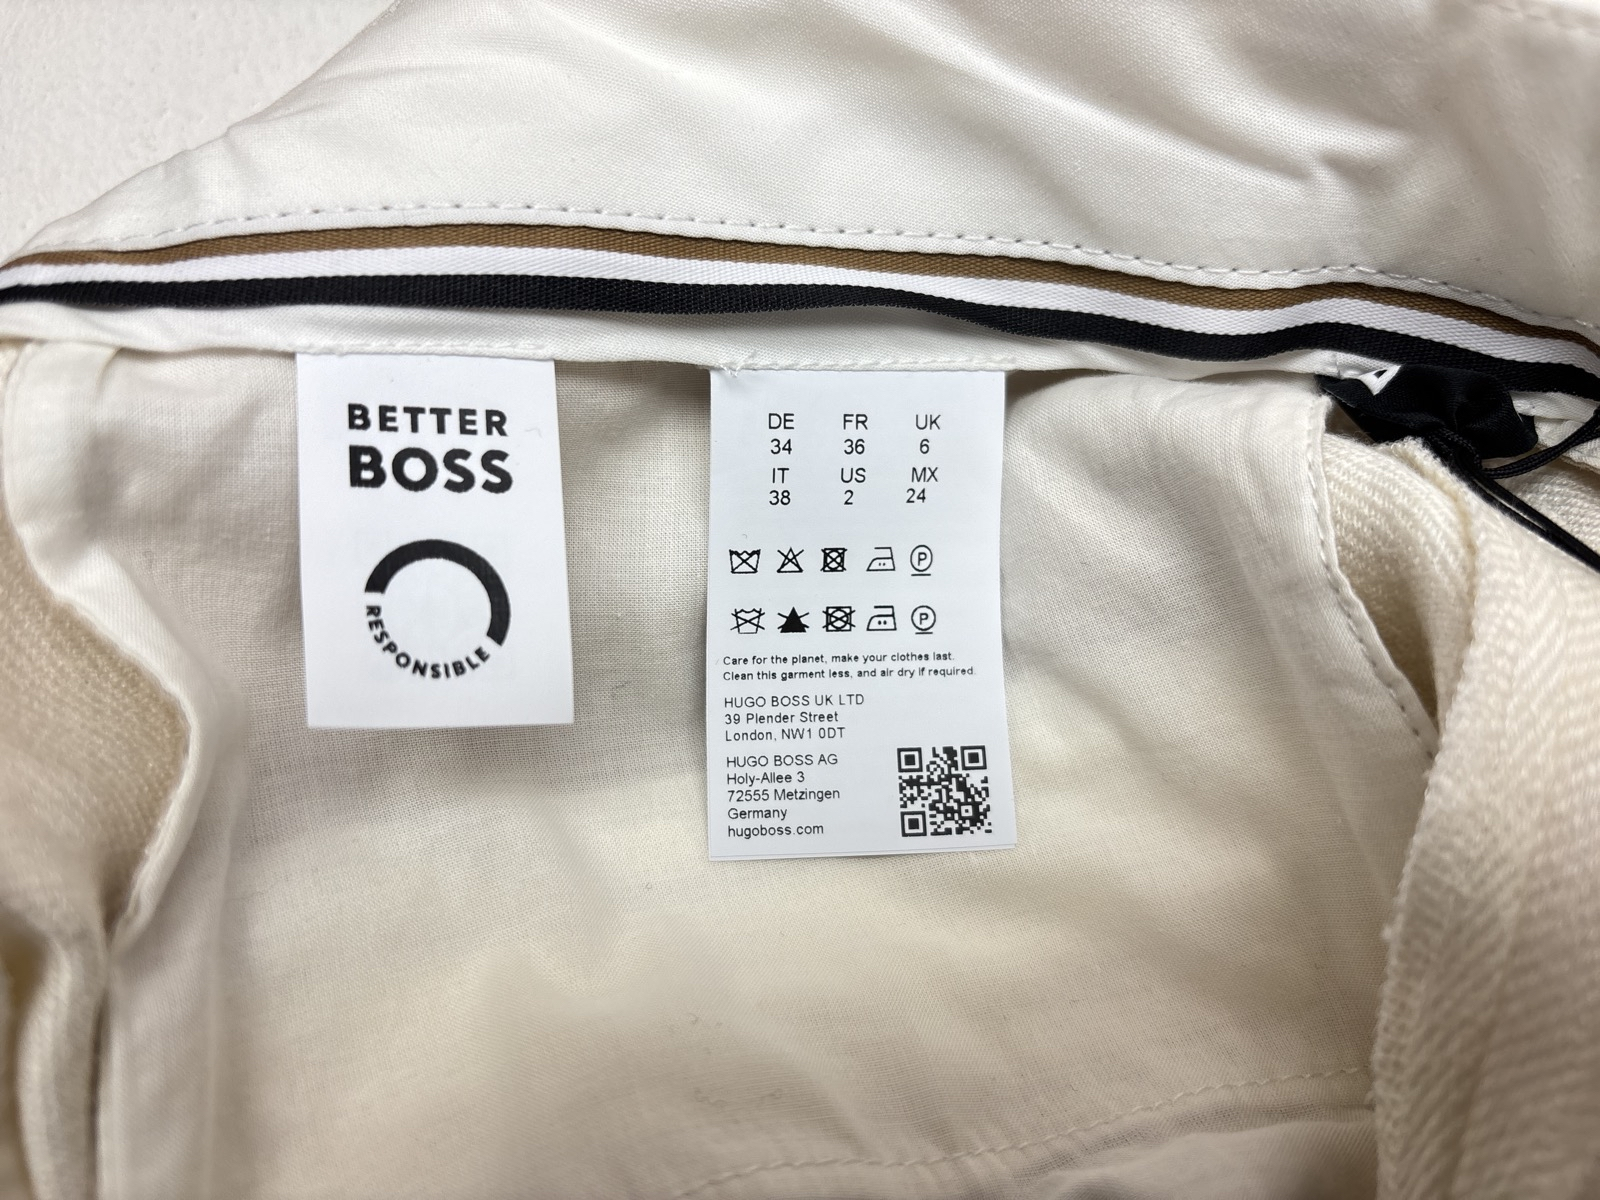 BETTER
BOSS
RESPONSIBLE
DE FR UK
34 36 6
IT US MX
38 2 24
P
P
Care for the planet, make your clothes last.
Clean this garment less, and air dry if required.
HUGO BOSS UK LTD
39 Plender Street
London, NW1 0DT
HUGO BOSS AG
Holy-Allee 3
72555 Metzingen
Germany
hugoboss.com